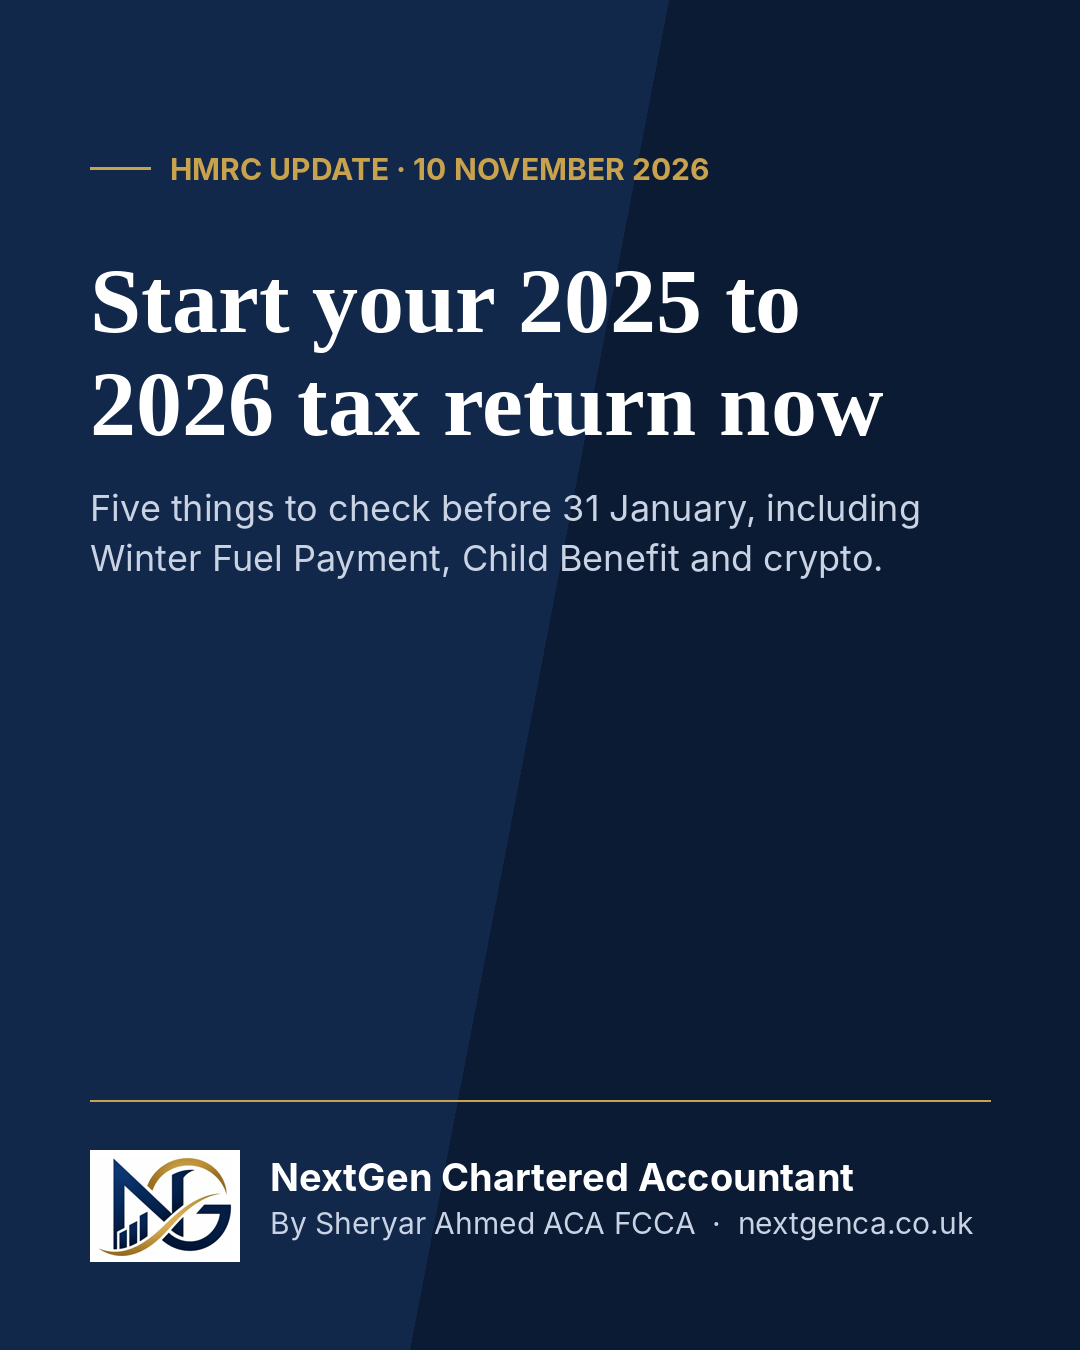 HMRC UPDATE · 10 NOVEMBER 2026
Start your 2025 to
2026 tax return now
Five things to check before 31 January, including
Winter Fuel Payment, Child Benefit and crypto.
NG
NextGen Chartered Accountant
By Sheryar Ahmed ACA FCCA · nextgenca.co.uk